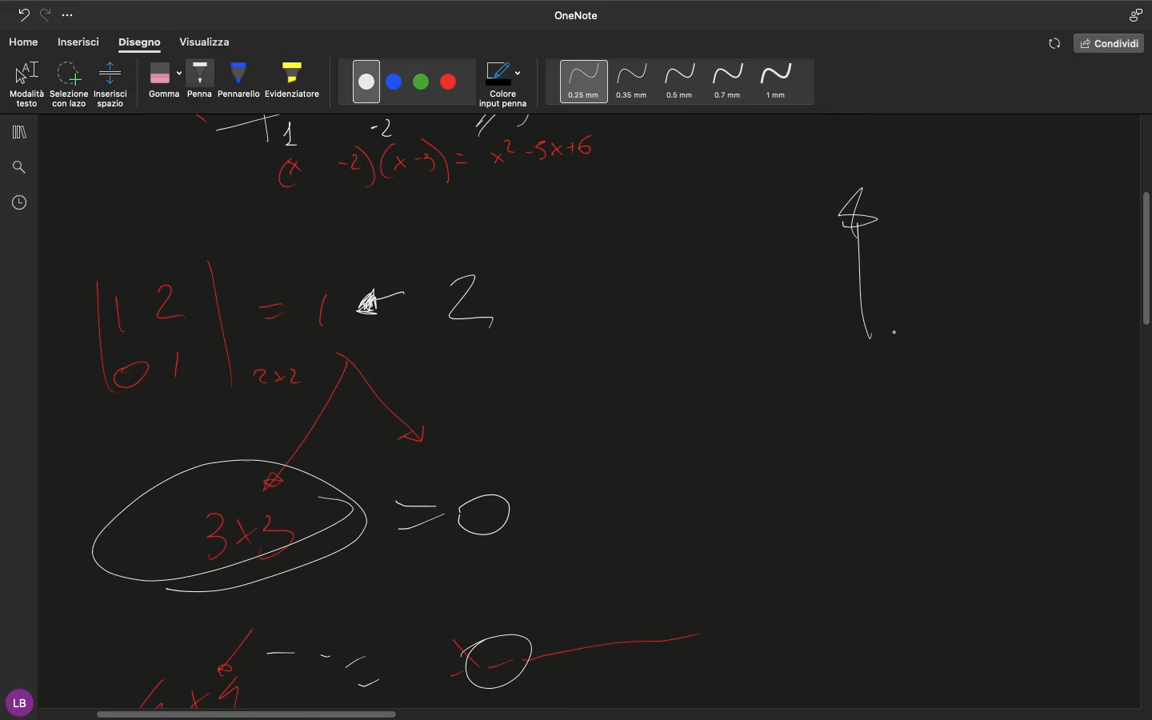 OneNote
Home Inserisci Disegno Visualizza
Condividi
Modalità testo
Selezione con lazo
Inserisci spazio
Gomma
Penna
Pennarello
Evidenziatore
Colore input penna
0.25 mm 0.35 mm 0.5 mm 0.7 mm 1 mm
1 -2
(x -2)(x-3) = x² -5x+6
1 2 = 1 ← 2
0 1 2x2
3x3 = 0
4x4
LB